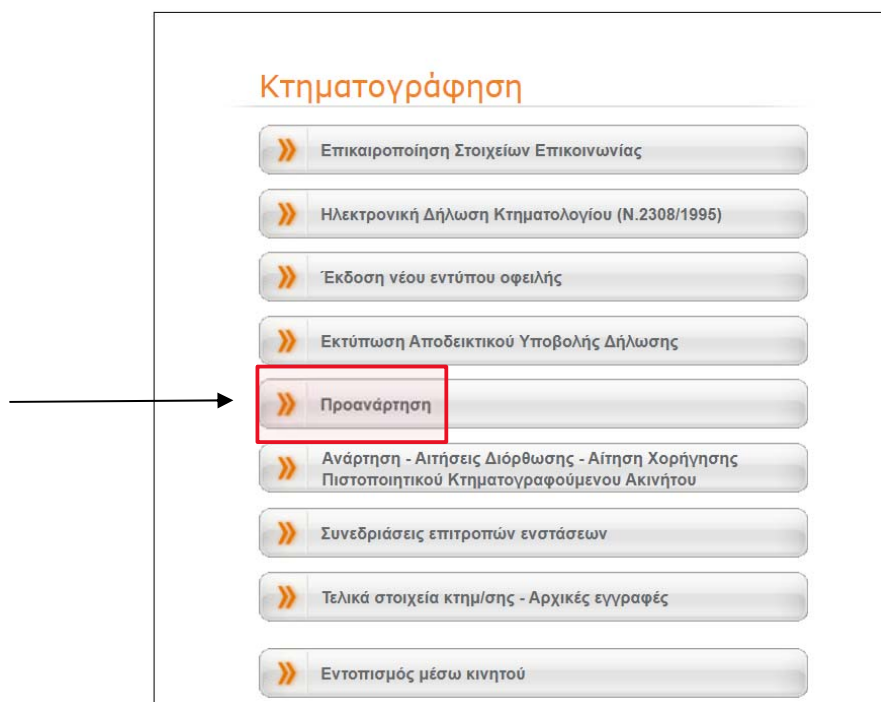 Κτηματογράφηση
Επικαιροποίηση Στοιχείων Επικοινωνίας
Ηλεκτρονική Δήλωση Κτηματολογίου (Ν.2308/1995)
Έκδοση νέου εντύπου οφειλής
Εκτύπωση Αποδεικτικού Υποβολής Δήλωσης
Προανάρτηση
Ανάρτηση - Αιτήσεις Διόρθωσης - Αίτηση Χορήγησης
Πιστοποιητικού Κτηματογραφούμενου Ακινήτου
Συνεδριάσεις επιτροπών ενστάσεων
Τελικά στοιχεία κτημ/σης - Αρχικές εγγραφές
Εντοπισμός μέσω κινητού